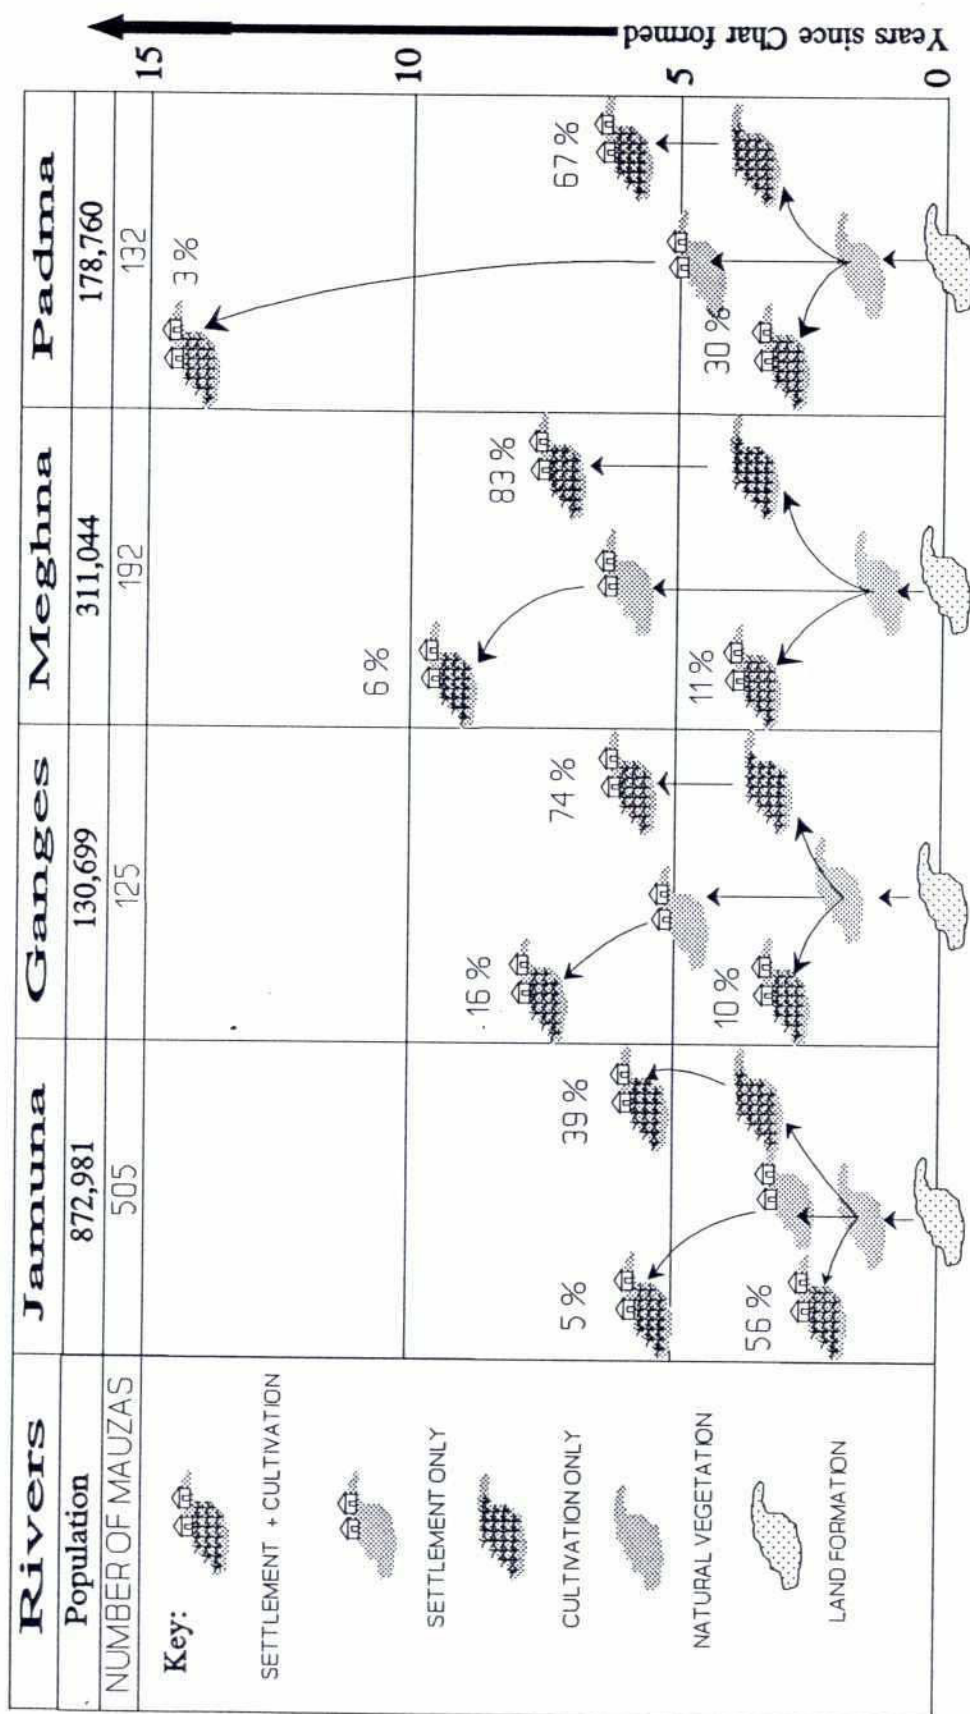 Rivers Jamuna Ganges Meghna Padma
Population 872,981 130,699 311,044 178,760
NUMBER OF MAUZAS 505 125 192 132
Key:
SETTLEMENT + CULTIVATION
SETTLEMENT ONLY
CULTIVATION ONLY
NATURAL VEGETATION
LAND FORMATION
5 %
39 %
56 %
16 %
74 %
10 %
6 %
83 %
11 %
3 %
67 %
30 %
15
10
5
0
Years since Char formed